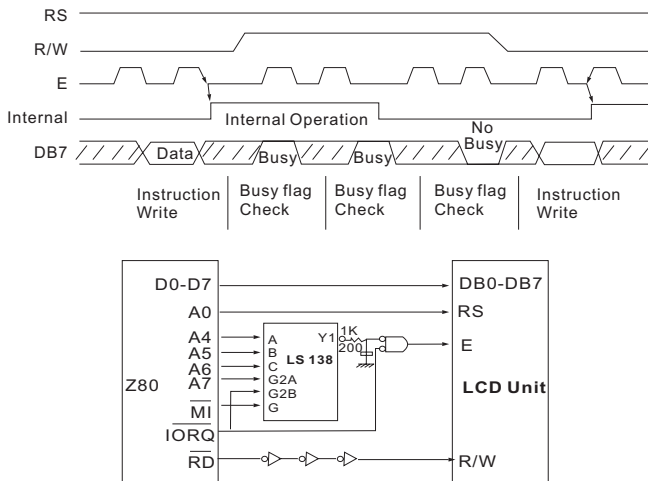 RS
R/W
E
Internal
Internal Operation
No
Busy
DB7
Data
Busy
Busy
Instruction
Write
Busy flag
Check
Busy flag
Check
Busy flag
Check
Instruction
Write
D0-D7
DB0-DB7
A0
RS
A4
A
Y1
1K
A5
B
200
E
A6
C
LS 138
A7
G2A
Z80
G2B
LCD Unit
MI
G
IORQ
RD
R/W